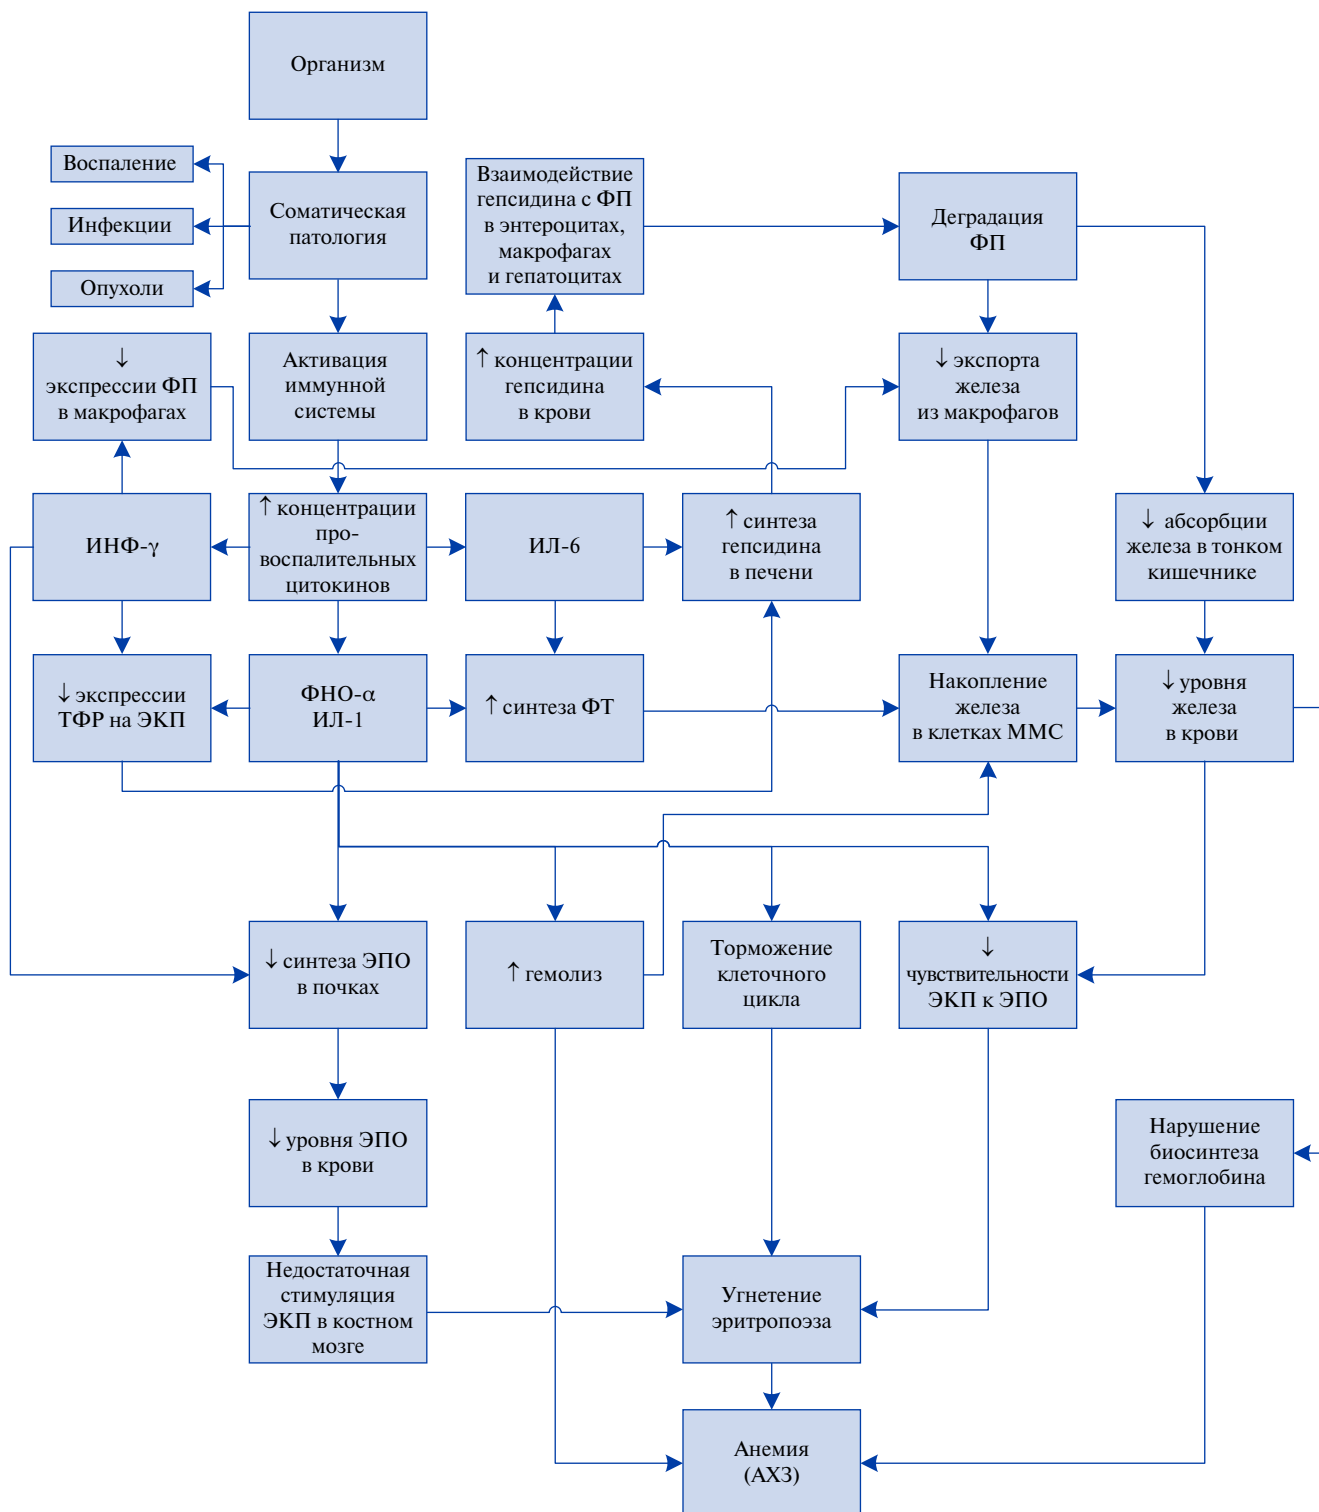 Организм
Воспаление
Инфекции
Опухоли
Соматическая
патология
Взаимодействие
гепсидина с ФП
в энтероцитах,
макрофагах
и гепатоцитах
Деградация
ФП
↓
экспрессии ФП
в макрофагах
Активация
иммунной
системы
↑ концентрации
гепсидина
в крови
↓ экспорта
железа
из макрофагов
ИНФ-γ
↑ концентрации
про-
воспалительных
цитокинов
ИЛ-6
↑ синтеза
гепсидина
в печени
↓ абсорбции
железа в тонком
кишечнике
↓ экспрессии
ТФР на ЭКП
ФНО-α
ИЛ-1
↑ синтеза ФТ
Накопление
железа
в клетках ММС
↓ уровня
железа
в крови
↓ синтеза ЭПО
в почках
↑ гемолиз
Торможение
клеточного
цикла
↓
чувствительности
ЭКП к ЭПО
↓ уровня ЭПО
в крови
Нарушение
биосинтеза
гемоглобина
Недостаточная
стимуляция
ЭКП в костном
мозге
Угнетение
эритропоэза
Анемия
(АХЗ)